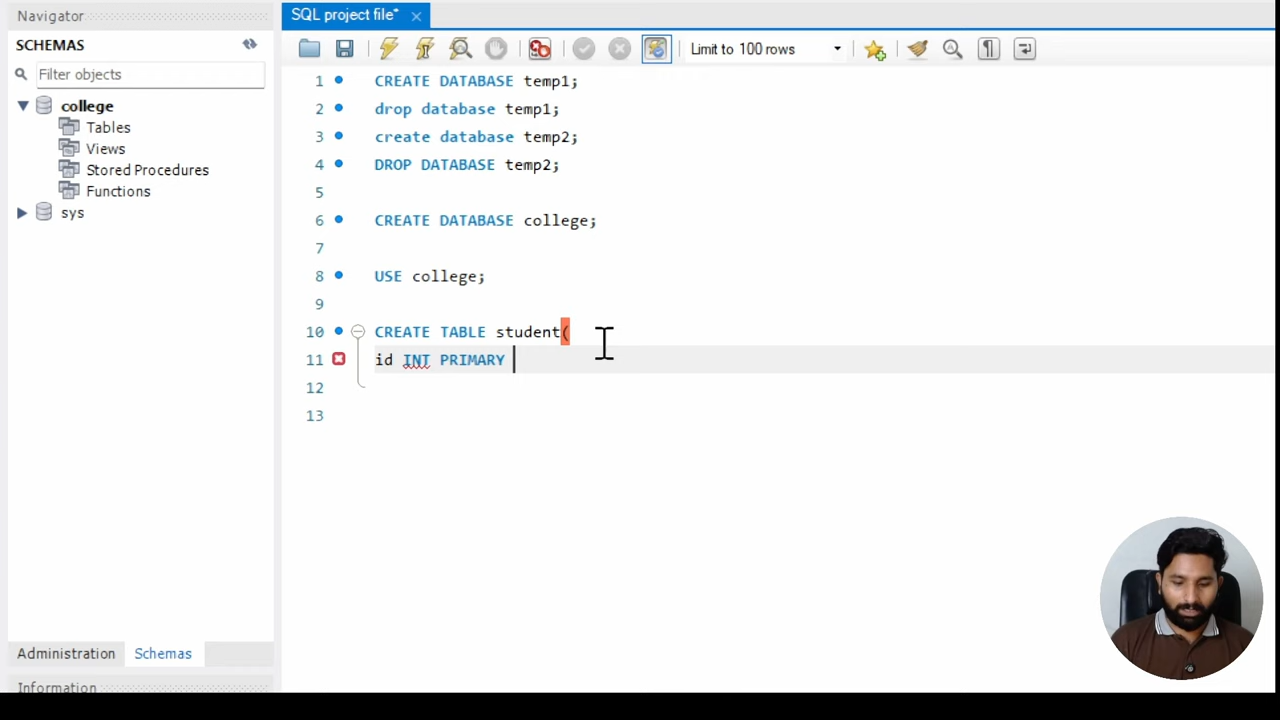 Navigator
SCHEMAS
Filter objects
college
Tables
Views
Stored Procedures
Functions
sys
Administration Schemas
Information
SQL project file*
Limit to 100 rows
1 CREATE DATABASE temp1;
2 drop database temp1;
3 create database temp2;
4 DROP DATABASE temp2;
5
6 CREATE DATABASE college;
7
8 USE college;
9
10 CREATE TABLE student(
11 id INT PRIMARY
12
13